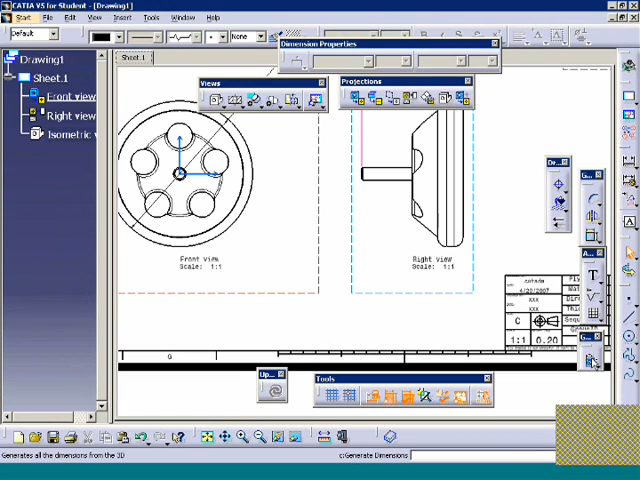 CATIA V5 for Student - [Drawing1]
Start File Edit View Insert Tools Window Help
Default
None
Dimension Properties
Drawing1
Sheet.1
Front view
Right view
Isometric v
Sheet.1
Views
Projections
Dr...
G...
A...
G...
Front view
Scale: 1:1
Right view
Scale: 1:1
4/20/2007
XXX
XXX
C
1:1
0.20
G
Up...
Tools
Generates all the dimensions from the 3D
c:Generate Dimensions